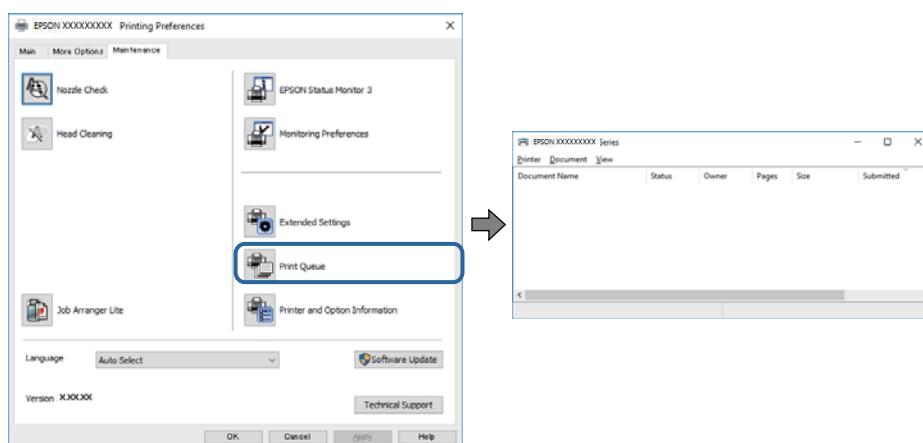 EPSON XXXXXXXXX Printing Preferences
Main More Options Maintenance
Nozzle Check EPSON Status Monitor 3
Head Cleaning Monitoring Preferences
Extended Settings
Print Queue
Job Arranger Lite Printer and Option Information
Language Auto Select Software Update
Version X.XX.XX
Technical Support
OK Cancel Apply Help
EPSON XXXXXXXXX Series
Printer Document View
Document Name Status Owner Pages Size Submitted